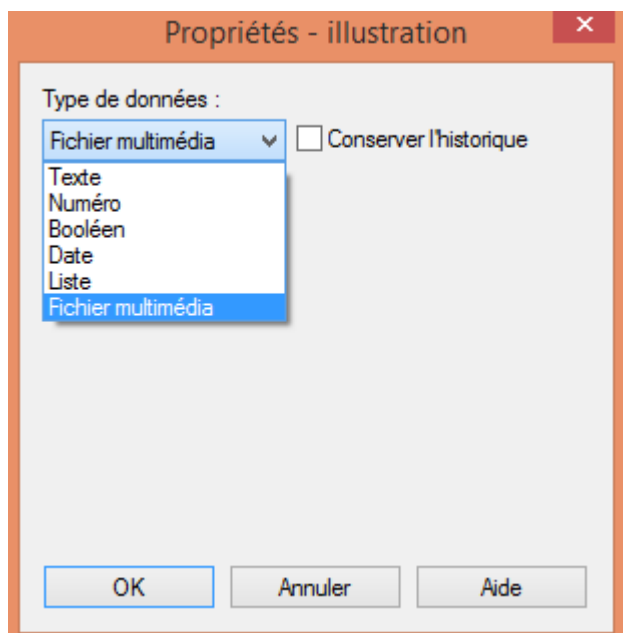 Propriétés - illustration
Type de données :
Fichier multimédia Conserver l'historique
Texte
Numéro
Booléen
Date
Liste
Fichier multimédia
OK Annuler Aide